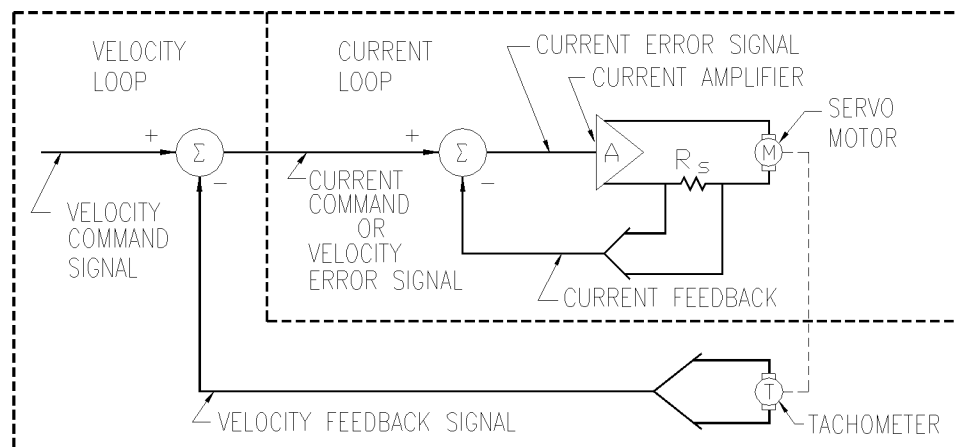 VELOCITY
LOOP
CURRENT
LOOP
CURRENT ERROR SIGNAL
CURRENT AMPLIFIER
SERVO
MOTOR
+
Σ
-
+
Σ
-
A
R_S
M
VELOCITY
COMMAND
SIGNAL
CURRENT
COMMAND
OR
VELOCITY
ERROR SIGNAL
CURRENT FEEDBACK
VELOCITY FEEDBACK SIGNAL
T
TACHOMETER